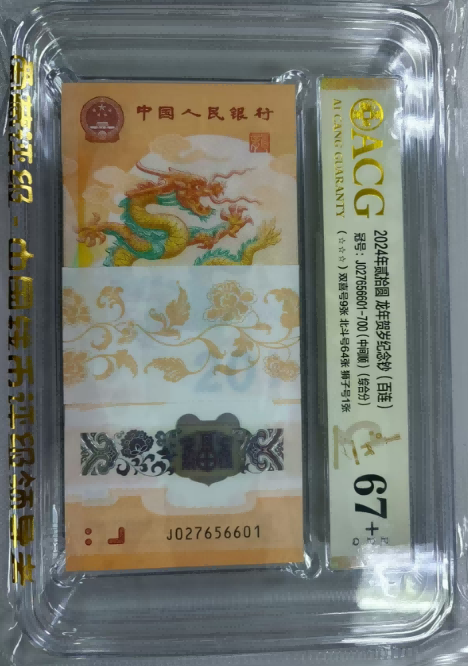 中国人民银行
J027656601
ACG
AI CANG GUARANTY
2024年贰拾圆 龙年贺岁纪念钞（百连）
冠号：J027656601-700（中间顺）（综合分）
（☆☆☆）双喜号9张 北斗号64张 狮子号1张
67+